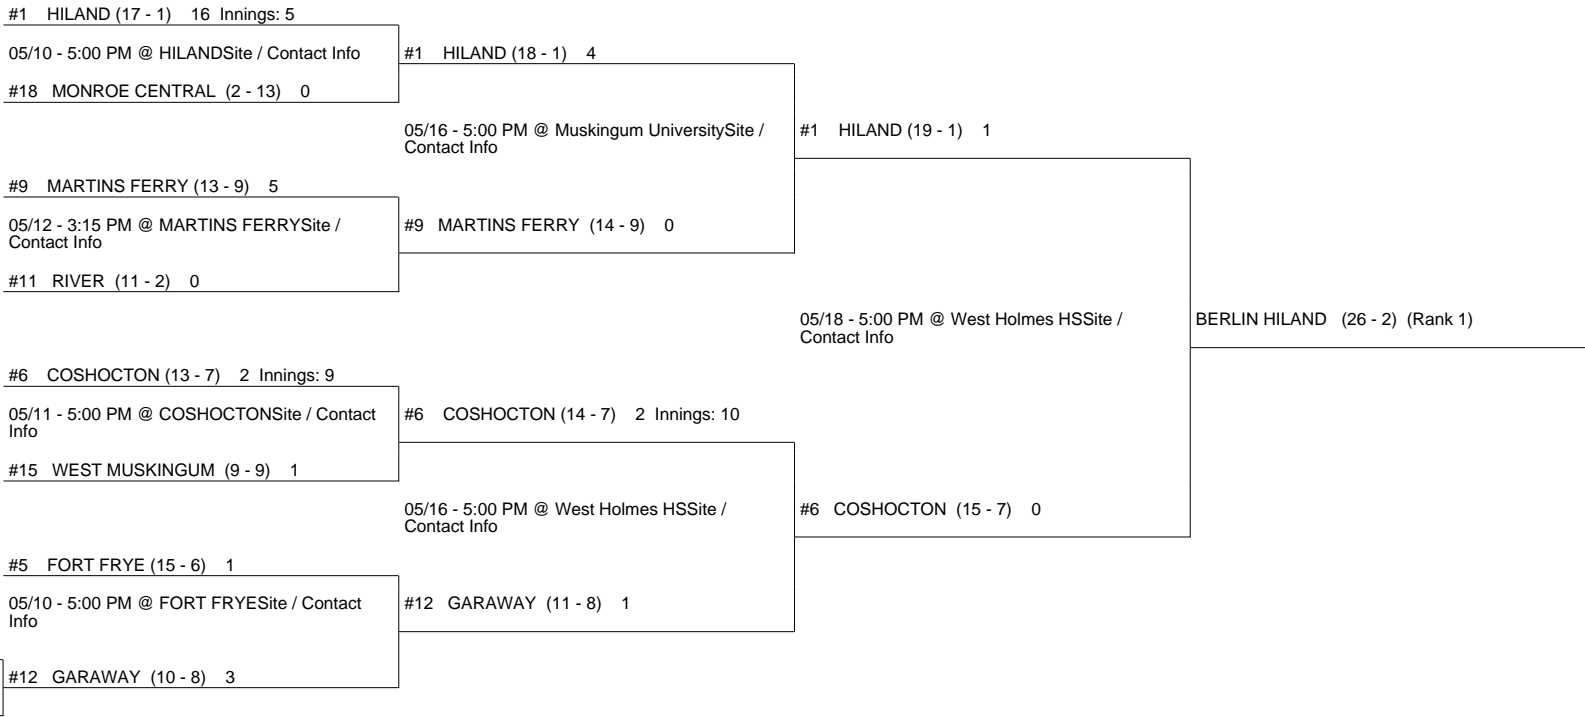 #1 HILAND (17 - 1) 16 Innings: 5
05/10 - 5:00 PM @ HILANDSite / Contact Info
#18 MONROE CENTRAL (2 - 13) 0
#9 MARTINS FERRY (13 - 9) 5
05/12 - 3:15 PM @ MARTINS FERRYSite /
Contact Info
#11 RIVER (11 - 2) 0
#6 COSHOCTON (13 - 7) 2 Innings: 9
05/11 - 5:00 PM @ COSHOCTONSite / Contact
Info
#15 WEST MUSKINGUM (9 - 9) 1
#5 FORT FRYE (15 - 6) 1
05/10 - 5:00 PM @ FORT FRYESite / Contact
Info
#12 GARAWAY (10 - 8) 3
#1 HILAND (18 - 1) 4
05/16 - 5:00 PM @ Muskingum UniversitySite /
Contact Info
#9 MARTINS FERRY (14 - 9) 0
#6 COSHOCTON (14 - 7) 2 Innings: 10
05/16 - 5:00 PM @ West Holmes HSSite /
Contact Info
#12 GARAWAY (11 - 8) 1
#1 HILAND (19 - 1) 1
05/18 - 5:00 PM @ West Holmes HSSite /
Contact Info
#6 COSHOCTON (15 - 7) 0
BERLIN HILAND (26 - 2) (Rank 1)